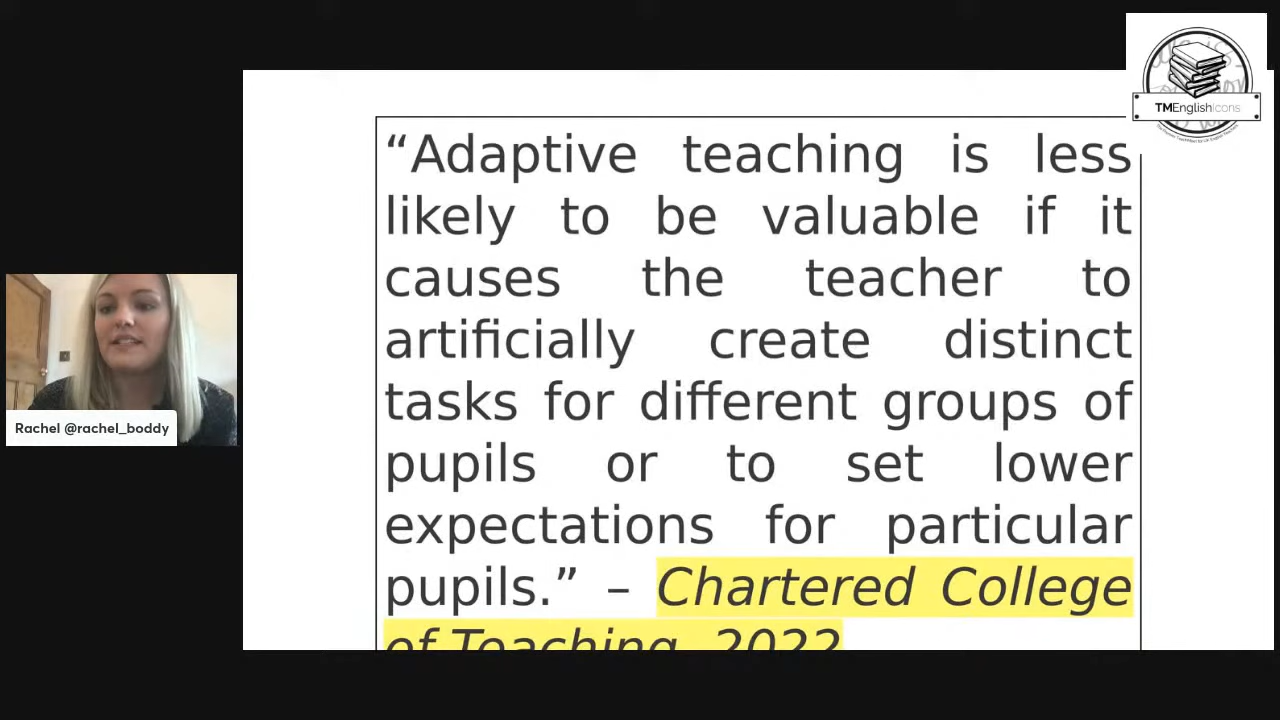 TMEnglishIcons
“Adaptive teaching is less
likely to be valuable if it
causes the teacher to
artificially create distinct
tasks for different groups of
pupils or to set lower
expectations for particular
pupils.” – Chartered College
of Teaching, 2022
Rachel @rachel_boddy